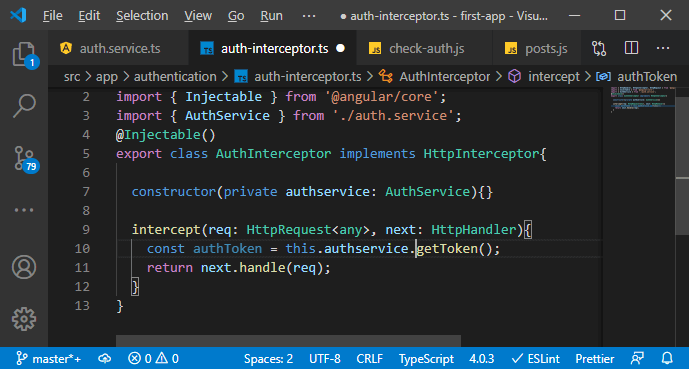 File Edit Selection ••• ● auth-interceptor.ts - first-app - Visu...
auth.service.ts TS auth-interceptor.ts ● JS check-auth.js JS posts.js ···
src > app > authentication > TS auth-interceptor.ts > AuthInterceptor > intercept > authToken
1
79
2 import { Injectable } from '@angular/core';
3 import { AuthService } from './auth.service';
4 @Injectable()
5 export class AuthInterceptor implements HttpInterceptor{
6
7 constructor(private authservice: AuthService){}
8
9 intercept(req: HttpRequest<any>, next: HttpHandler){
10 const authToken = this.authservice.getToken();
11 return next.handle(req);
12 }
13 }
master*+ 0 0 Spaces: 2 UTF-8 CRLF TypeScript 4.0.3 ✓ ESLint Prettier